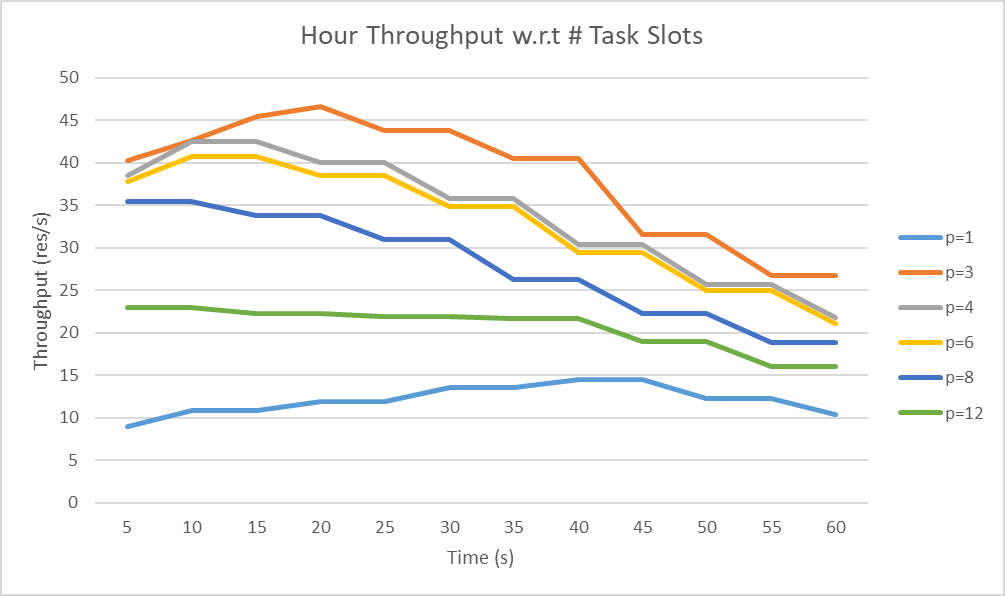 Hour Throughput w.r.t # Task Slots
Throughput (res/s)
50
45
40
35
30
25
20
15
10
5
0
5 10 15 20 25 30 35 40 45 50 55 60
Time (s)
p=1
p=3
p=4
p=6
p=8
p=12